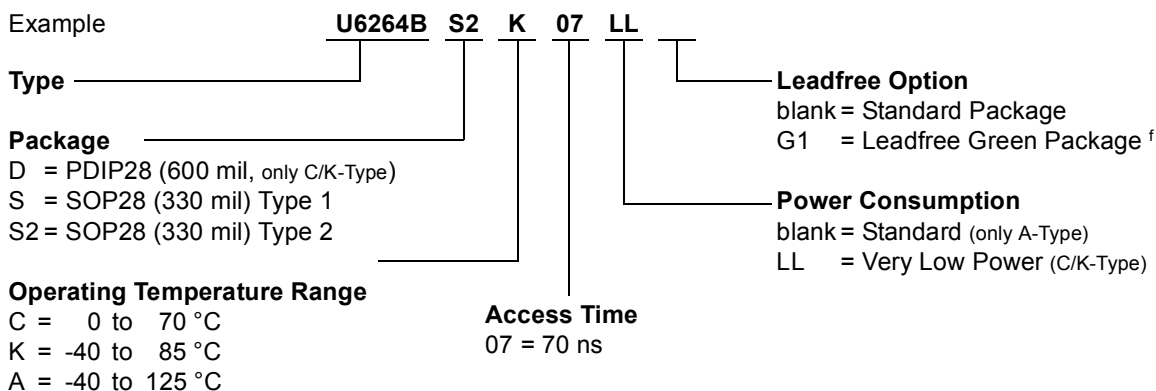 Example U6264B S2 K 07 LL
Type
Package
D = PDIP28 (600 mil, only C/K-Type)
S = SOP28 (330 mil) Type 1
S2 = SOP28 (330 mil) Type 2
Operating Temperature Range
C = 0 to 70 °C
K = -40 to 85 °C
A = -40 to 125 °C
Access Time
07 = 70 ns
Leadfree Option
blank = Standard Package
G1 = Leadfree Green Package f
Power Consumption
blank = Standard (only A-Type)
LL = Very Low Power (C/K-Type)